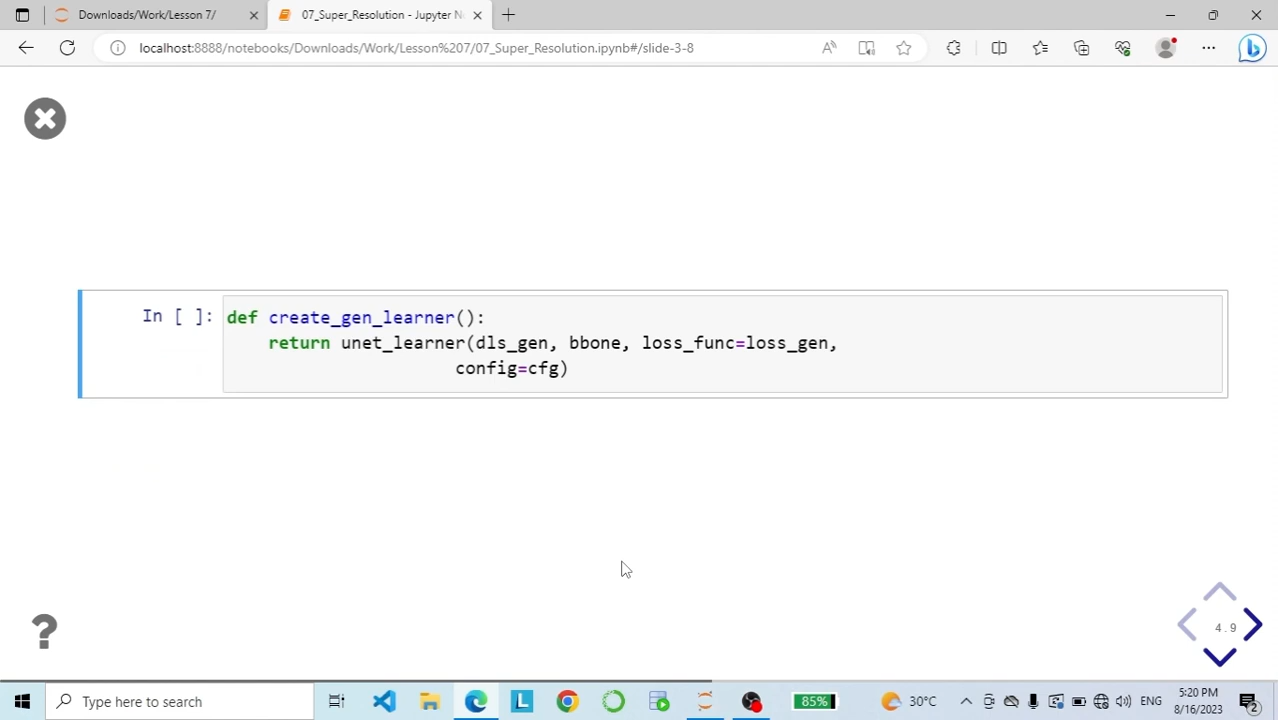 Downloads/Work/Lesson 7/
07_Super_Resolution - Jupyter No
localhost:8888/notebooks/Downloads/Work/Lesson%207/07_Super_Resolution.ipynb#/slide-3-8
In [ ]:
def create_gen_learner():
return unet_learner(dls_gen, bbone, loss_func=loss_gen,
config=cfg)
?
4.9
Type here to search
85%
30°C
ENG
5:20 PM
8/16/2023
2